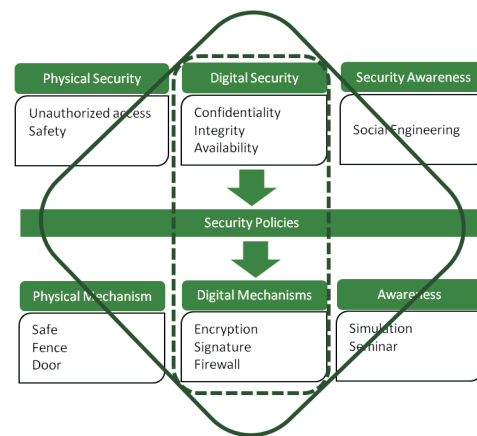 Physical Security
Digital Security
Security Awareness
Unauthorized access
Safety
Confidentiality
Integrity
Availability
Social Engineering
Security Policies
Physical Mechanism
Digital Mechanisms
Awareness
Safe
Fence
Door
Encryption
Signature
Firewall
Simulation
Seminar